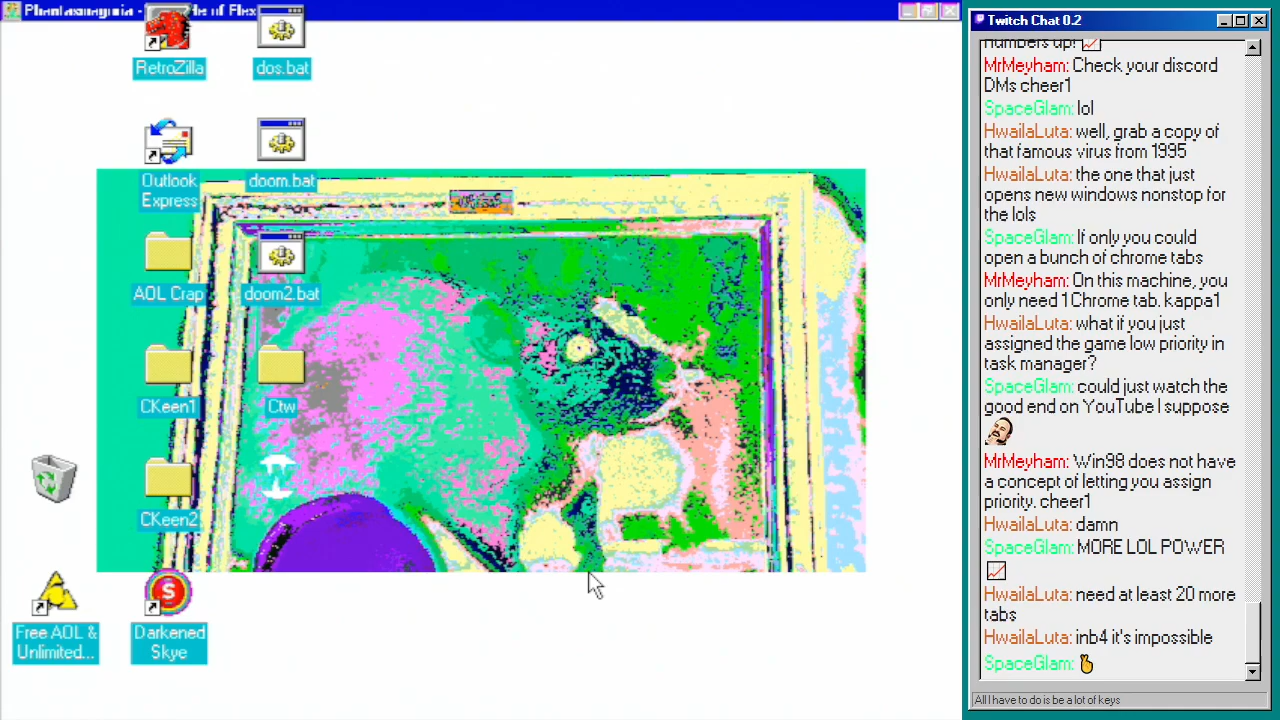 Phantasmagoria -
le of Flex
RetroZilla
dos.bat
Outlook
Express
doom.bat
AOL Crap
doom2.bat
CKeen1
Ctw
CKeen2
Free AOL &
Unlimited...
Darkened
Skye
Twitch Chat 0.2
numbers up!
MrMeyham: Check your discord
DMs cheer1
SpaceGlam: lol
HwailaLuta: well, grab a copy of
that famous virus from 1995
HwailaLuta: the one that just
opens new windows nonstop for
the lols
SpaceGlam: If only you could
open a bunch of chrome tabs
MrMeyham: On this machine, you
only need 1 Chrome tab. kappa1
HwailaLuta: what if you just
assigned the game low priority in
task manager?
SpaceGlam: could just watch the
good end on YouTube I suppose
MrMeyham: Win98 does not have
a concept of letting you assign
priority. cheer1
HwailaLuta: damn
SpaceGlam: MORE LOL POWER
HwailaLuta: need at least 20 more
tabs
HwailaLuta: inb4 it's impossible
SpaceGlam:
All I have to do is be a lot of keys